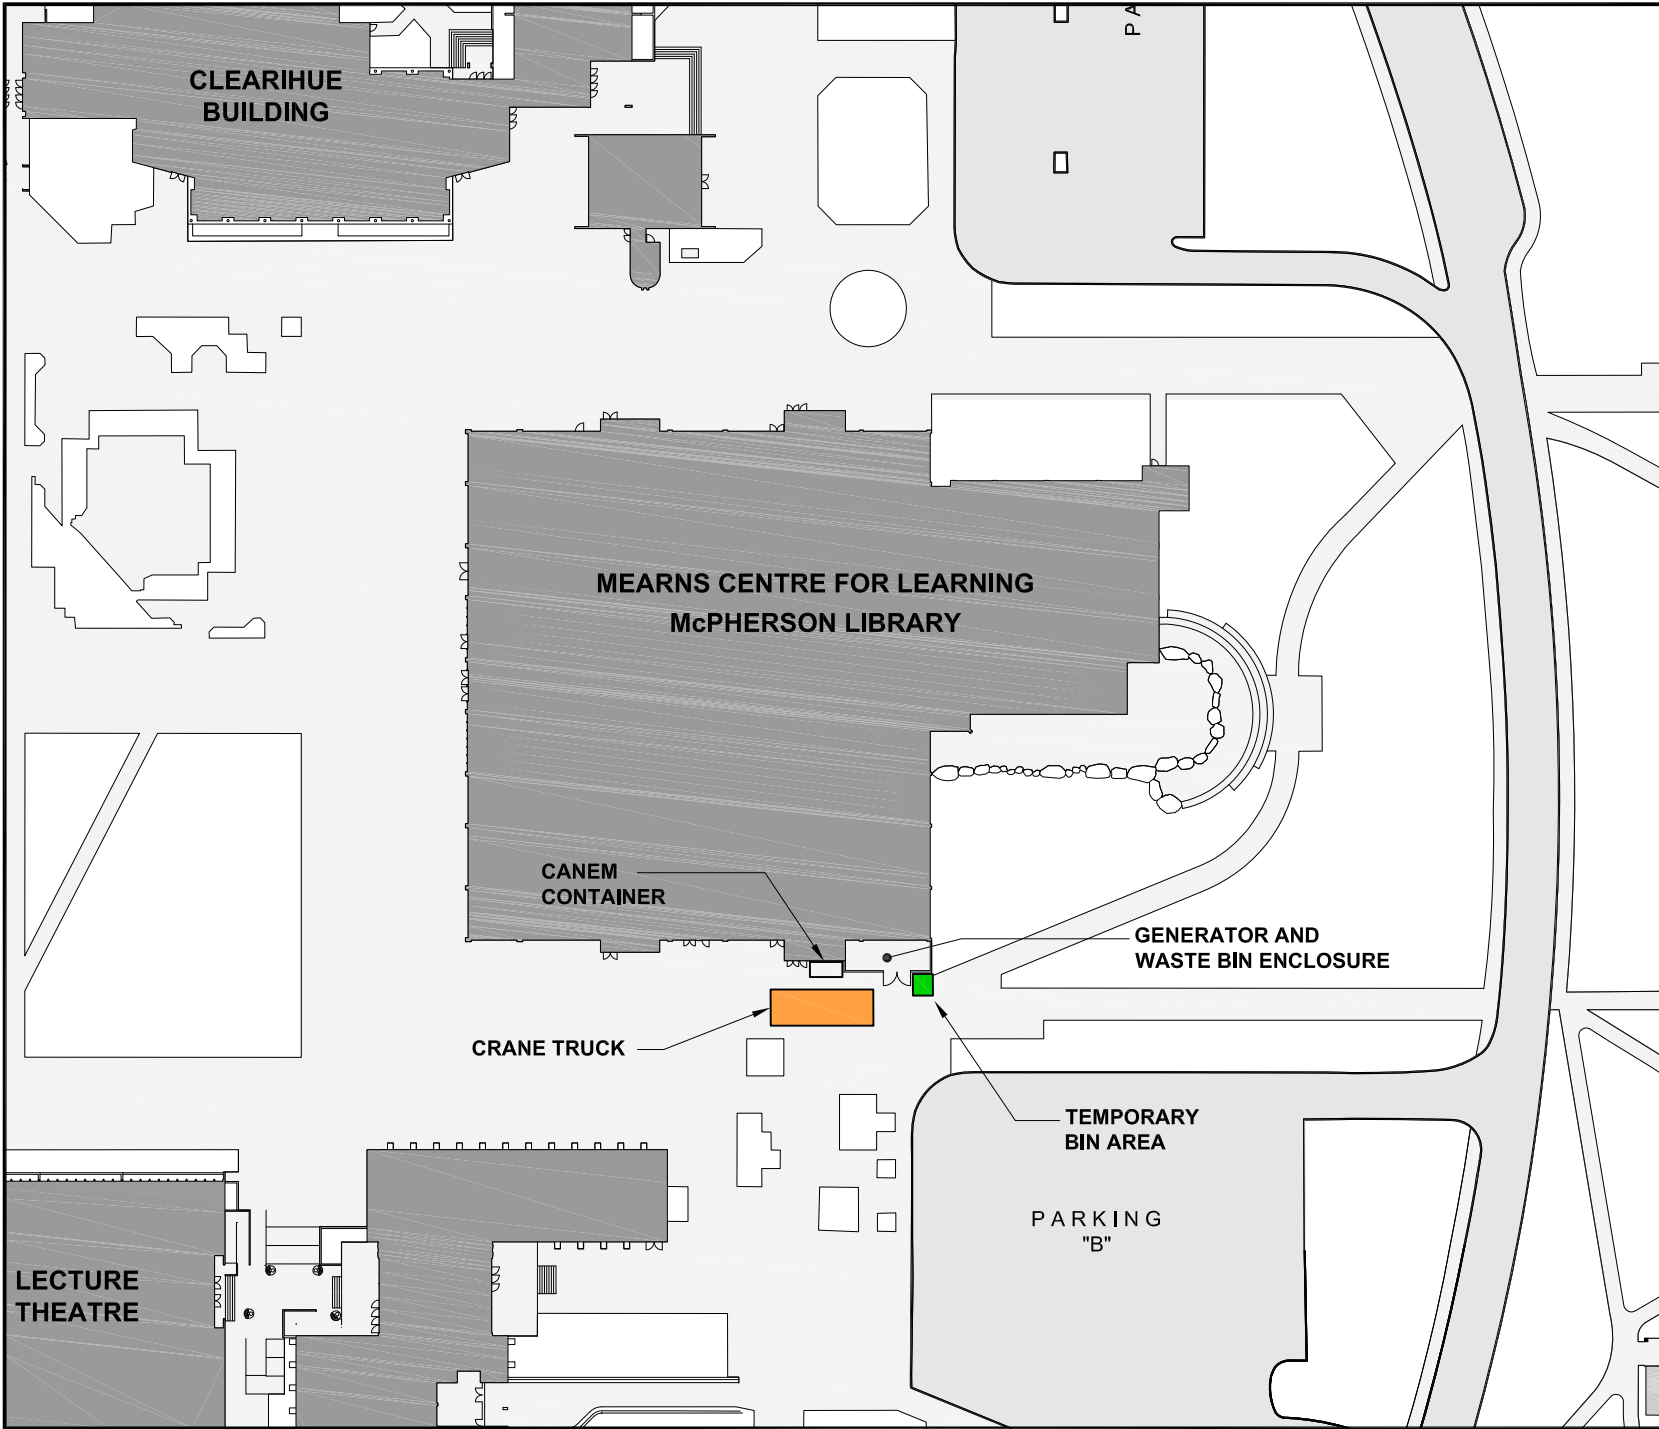 PA
CLEARIHUE
BUILDING
MEARNS CENTRE FOR LEARNING
McPHERSON LIBRARY
CANEM
CONTAINER
GENERATOR AND
WASTE BIN ENCLOSURE
CRANE TRUCK
TEMPORARY
BIN AREA
PARKING
"B"
LECTURE
THEATRE